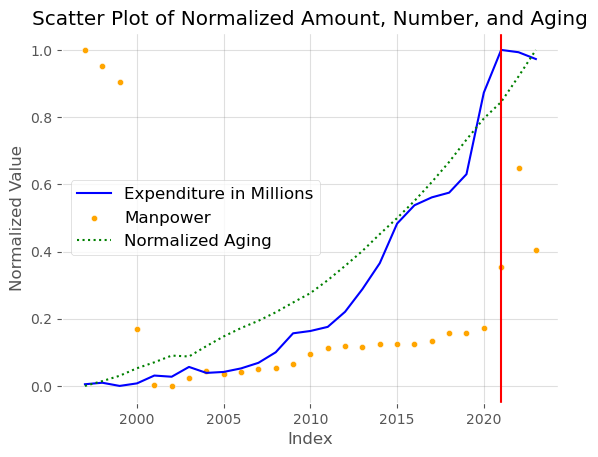 Scatter Plot of Normalized Amount, Number, and Aging
1.0
0.8
0.6
0.4
0.2
0.0
Normalized Value
Expenditure in Millions
Manpower
Normalized Aging
2000 2005 2010 2015 2020
Index